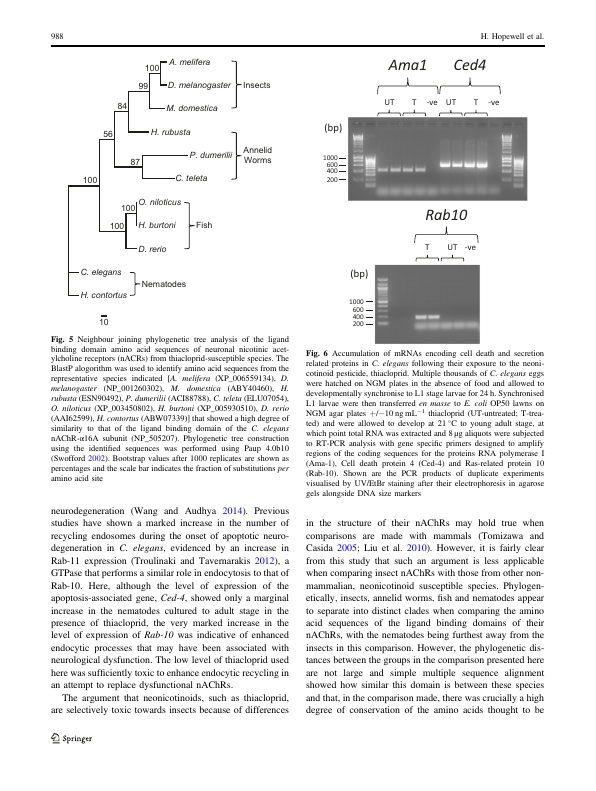 988
H. Hopewell et al.
100
A. melifera
D. melanogaster
99
M. domestica
Insects
84
H. rubusta
56
P. dumerilii
87
C. teleta
Annelid
Worms
100
O. niloticus
100
H. burtoni
100
D. rerio
Fish
C. elegans
Nematodes
H. contortus
10
Fig. 5 Neighbour joining phylogenetic tree analysis of the ligand
binding domain amino acid sequences of neuronal nicotinic acet-
ylcholine receptors (nACRs) from thiacloprid-susceptible species. The
BlastP alogorithm was used to identify amino acid sequences from the
representative species indicated [A. melifera (XP_006559134), D.
melanogaster (NP_001260302), M. domestica (ABY40460), H.
rubusta (ESN90492), P. dumerilii (ACI88788), C. teleta (ELU07054),
O. niloticus (XP_003450802), H. burtoni (XP_005930510), D. rerio
(AAI62599), H. contortus (ABW07339)] that showed a high degree of
similarity to that of the ligand binding domain of the C. elegans
nAChR-α16A subunit (NP_505207). Phylogenetic tree construction
using the identified sequences was performed using Paup 4.0b10
(Swofford 2002). Bootstrap values after 1000 replicates are shown as
percentages and the scale bar indicates the fraction of substitutions per
amino acid site
Ama1 Ced4
UT T -ve UT T -ve
(bp)
1000
600
400
200
Rab10
T UT -ve
(bp)
1000
600
400
200
Fig. 6 Accumulation of mRNAs encoding cell death and secretion
related proteins in C. elegans following their exposure to the neoni-
cotinoid pesticide, thiacloprid. Multiple thousands of C. elegans eggs
were hatched on NGM plates in the absence of food and allowed to
developmentally synchronise to L1 stage larvae for 24 h. Synchronised
L1 larvae were then transferred en masse to E. coli OP50 lawns on
NGM agar plates +/−10 ng mL−1 thiacloprid (UT-untreated; T-trea-
ted) and were allowed to develop at 21 °C to young adult stage, at
which point total RNA was extracted and 8 µg aliquots were subjected
to RT-PCR analysis with gene specific primers designed to amplify
regions of the coding sequences for the proteins RNA polymerase I
(Ama-1), Cell death protein 4 (Ced-4) and Ras-related protein 10
(Rab-10). Shown are the PCR products of duplicate experiments
visualised by UV/EtBr staining after their electrophoresis in agarose
gels alongside DNA size markers
neurodegeneration (Wang and Audhya 2014). Previous
studies have shown a marked increase in the number of
recycling endosomes during the onset of apoptotic neuro-
degeneration in C. elegans, evidenced by an increase in
Rab-11 expression (Troulinaki and Tavernarakis 2012), a
GTPase that performs a similar role in endocytosis to that of
Rab-10. Here, although the level of expression of the
apoptosis-associated gene, Ced-4, showed only a marginal
increase in the nematodes cultured to adult stage in the
presence of thiacloprid, the very marked increase in the
level of expression of Rab-10 was indicative of enhanced
endocytic processes that may have been associated with
neurological dysfunction. The low level of thiacloprid used
here was sufficiently toxic to enhance endocytic recycling in
an attempt to replace dysfunctional nAChRs.
The argument that neonicotinoids, such as thiacloprid,
are selectively toxic towards insects because of differences
in the structure of their nAChRs may hold true when
comparisons are made with mammals (Tomizawa and
Casida 2005; Liu et al. 2010). However, it is fairly clear
from this study that such an argument is less applicable
when comparing insect nAChRs with those from other non-
mammalian, neonicotinoid susceptible species. Phylogen-
etically, insects, annelid worms, fish and nematodes appear
to separate into distinct clades when comparing the amino
acid sequences of the ligand binding domains of their
nAChRs, with the nematodes being furthest away from the
insects in this comparison. However, the phylogenetic dis-
tances between the groups in the comparison presented here
are not large and simple multiple sequence alignment
showed how similar this domain is between these species
and that, in the comparison made, there was crucially a high
degree of conservation of the amino acids thought to be
Springer